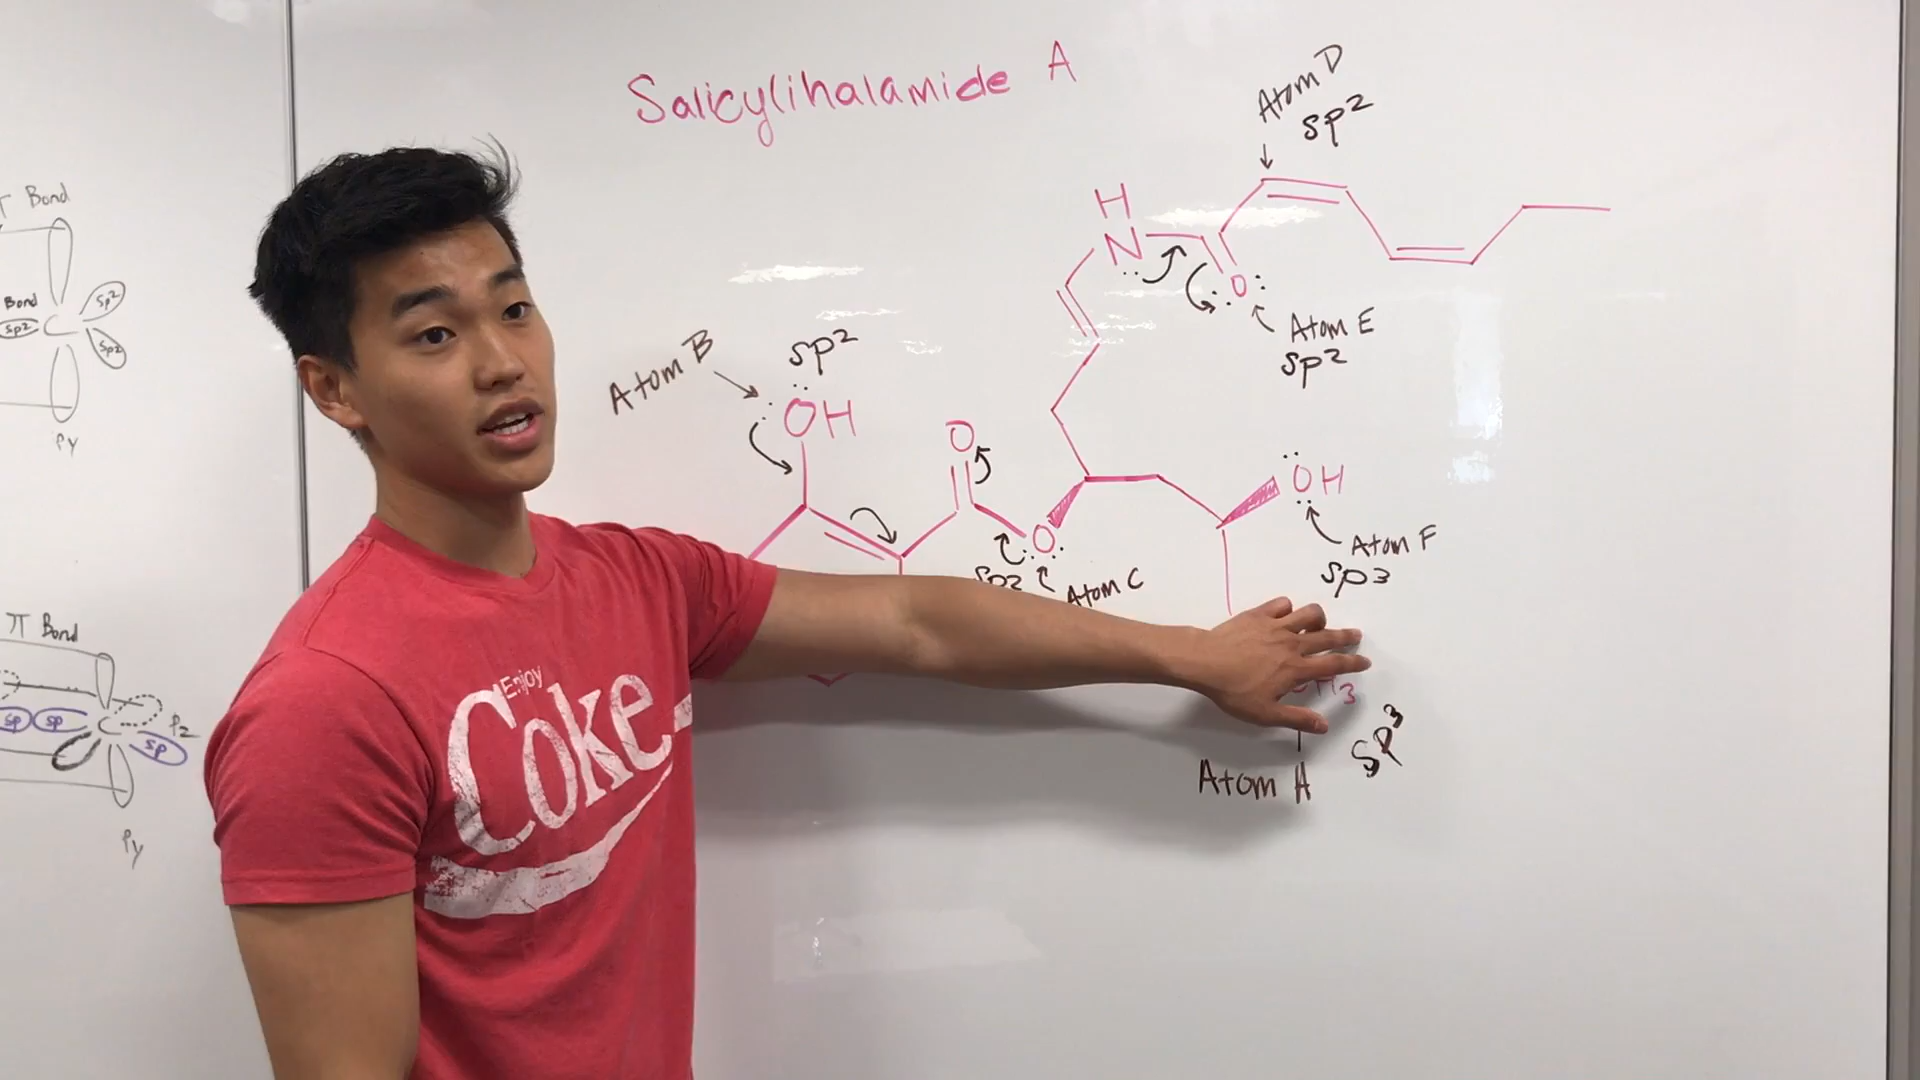 Salicylihalamide A
Atom D
sp2
H
N
O
Atom E
sp2
Atom B
sp2
OH
O
O
Atom C
OH
Atom F
sp3
sp3
Atom A
Bond
Bond
sp2
sp2
sp2
C
Py
π Bond
sp
sp
C
sp
Pz
Py
Enjoy
Coke